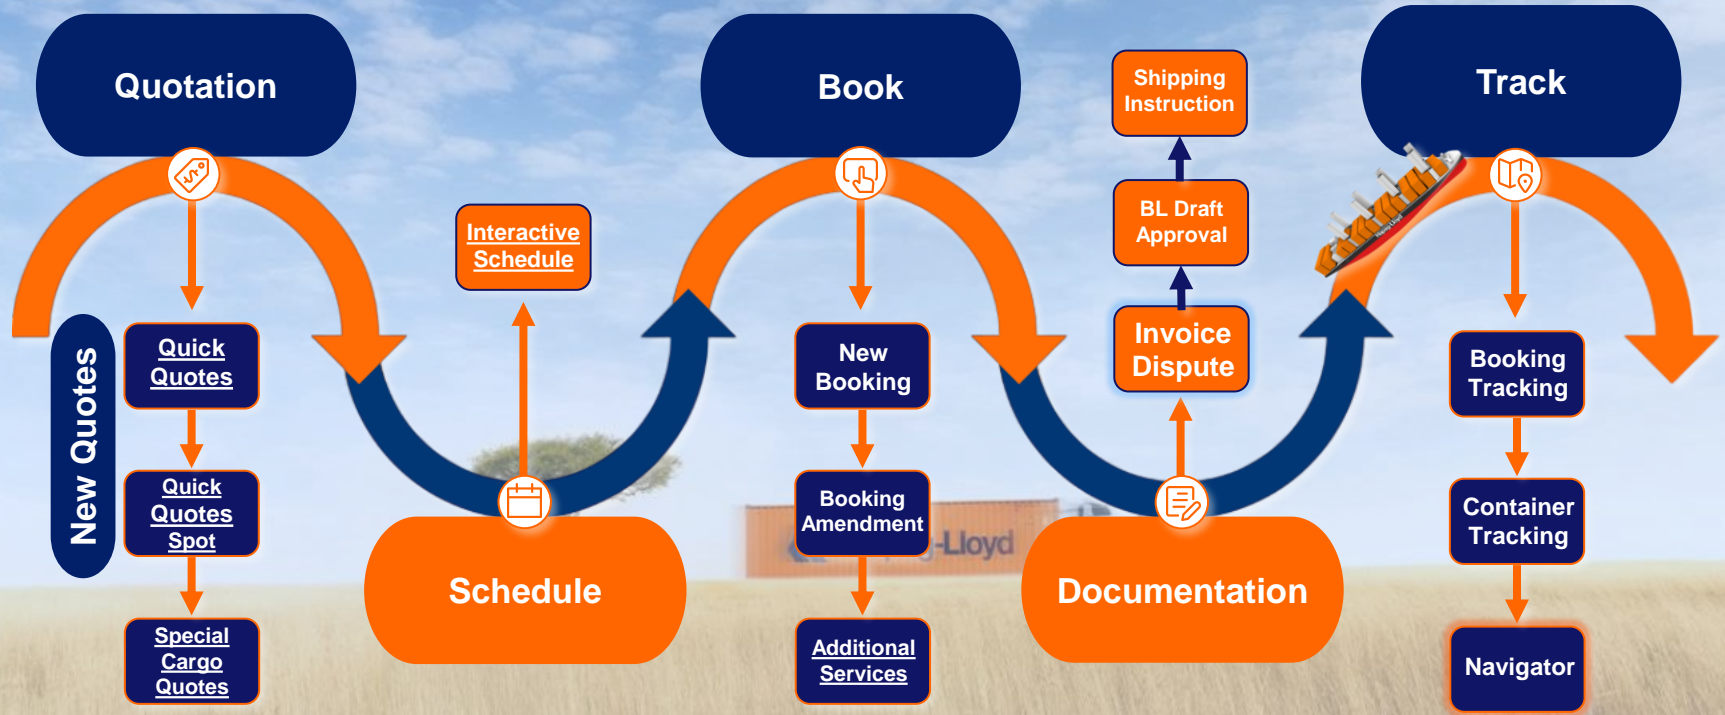 Quotation
New Quotes
Quick
Quotes
Quick
Quotes
Spot
Special
Cargo
Quotes
Interactive
Schedule
Schedule
Book
New
Booking
Booking
Amendment
Additional
Services
Shipping
Instruction
BL Draft
Approval
Invoice
Dispute
Documentation
Track
Booking
Tracking
Container
Tracking
Navigator
-Lloyd